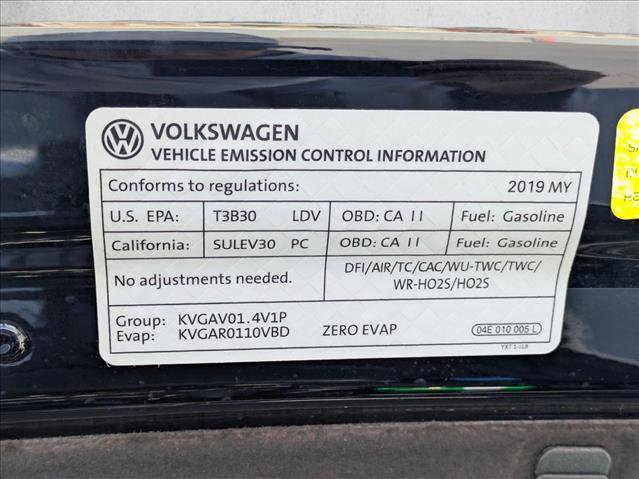 VOLKSWAGEN
VEHICLE EMISSION CONTROL INFORMATION
Conforms to regulations: 2019 MY
U.S. EPA: T3B30 LDV OBD: CA II Fuel: Gasoline
California: SULEV30 PC OBD: CA II Fuel: Gasoline
No adjustments needed.
DFI/AIR/TC/CAC/WU-TWC/TWC/
WR-HO2S/HO2S
Group: KVGAV01.4V1P
Evap: KVGAR0110VBD ZERO EVAP
04E 010 005 L